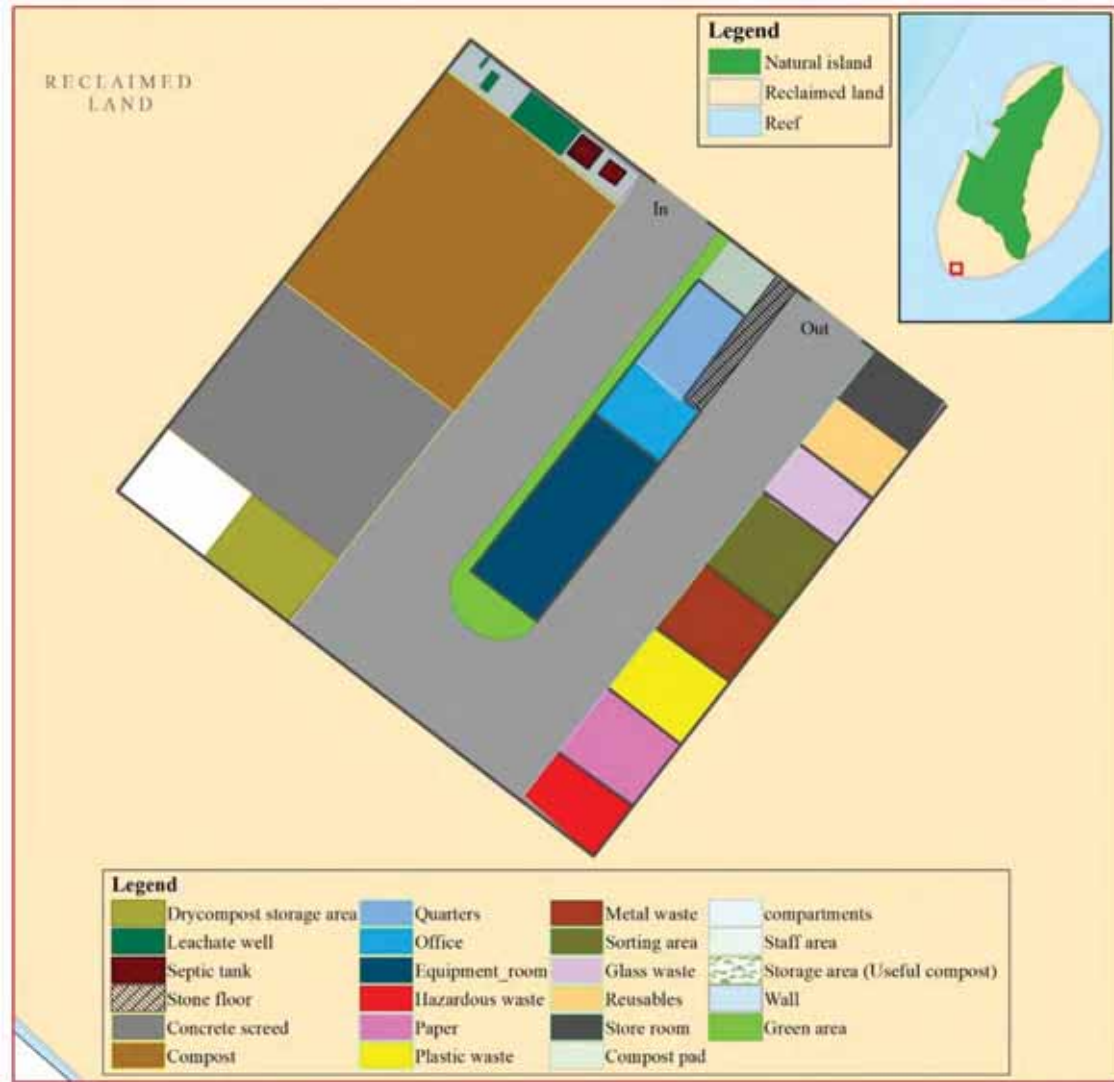 RECLAIMED
LAND
Legend
Natural island
Reclaimed land
Reef
In
Out
Legend
Drycompost storage area
Leachate well
Septic tank
Stone floor
Concrete screed
Compost
Quarters
Office
Equipment_room
Hazardous waste
Paper
Plastic waste
Metal waste
Sorting area
Glass waste
Reusables
Store room
Compost pad
compartments
Staff area
Storage area (Useful compost)
Wall
Green area